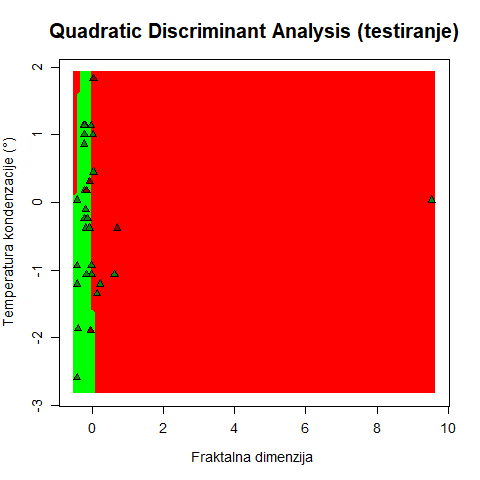 Quadratic Discriminant Analysis (testiranje)
Temperatura kondenzacije (°)
2
1
0
-1
-2
-3
0 2 4 6 8 10
Fraktalna dimenzija